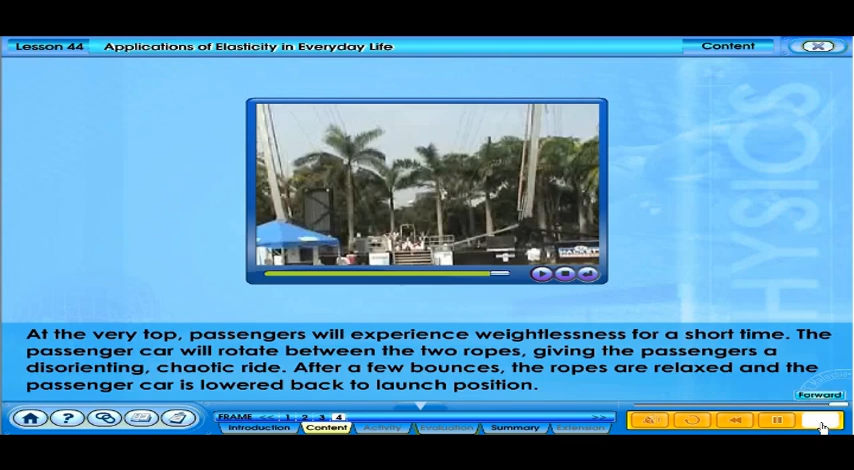 Lesson 44 Applications of Elasticity in Everyday Life Content
PHYSICS
At the very top, passengers will experience weightlessness for a short time. The
passenger car will rotate between the two ropes, giving the passengers a
disorienting, chaotic ride. After a few bounces, the ropes are relaxed and the
passenger car is lowered back to launch position.
Forward
FRAME << 1 2 3 4 >>
Introduction Content Activity Evaluation Summary Extension